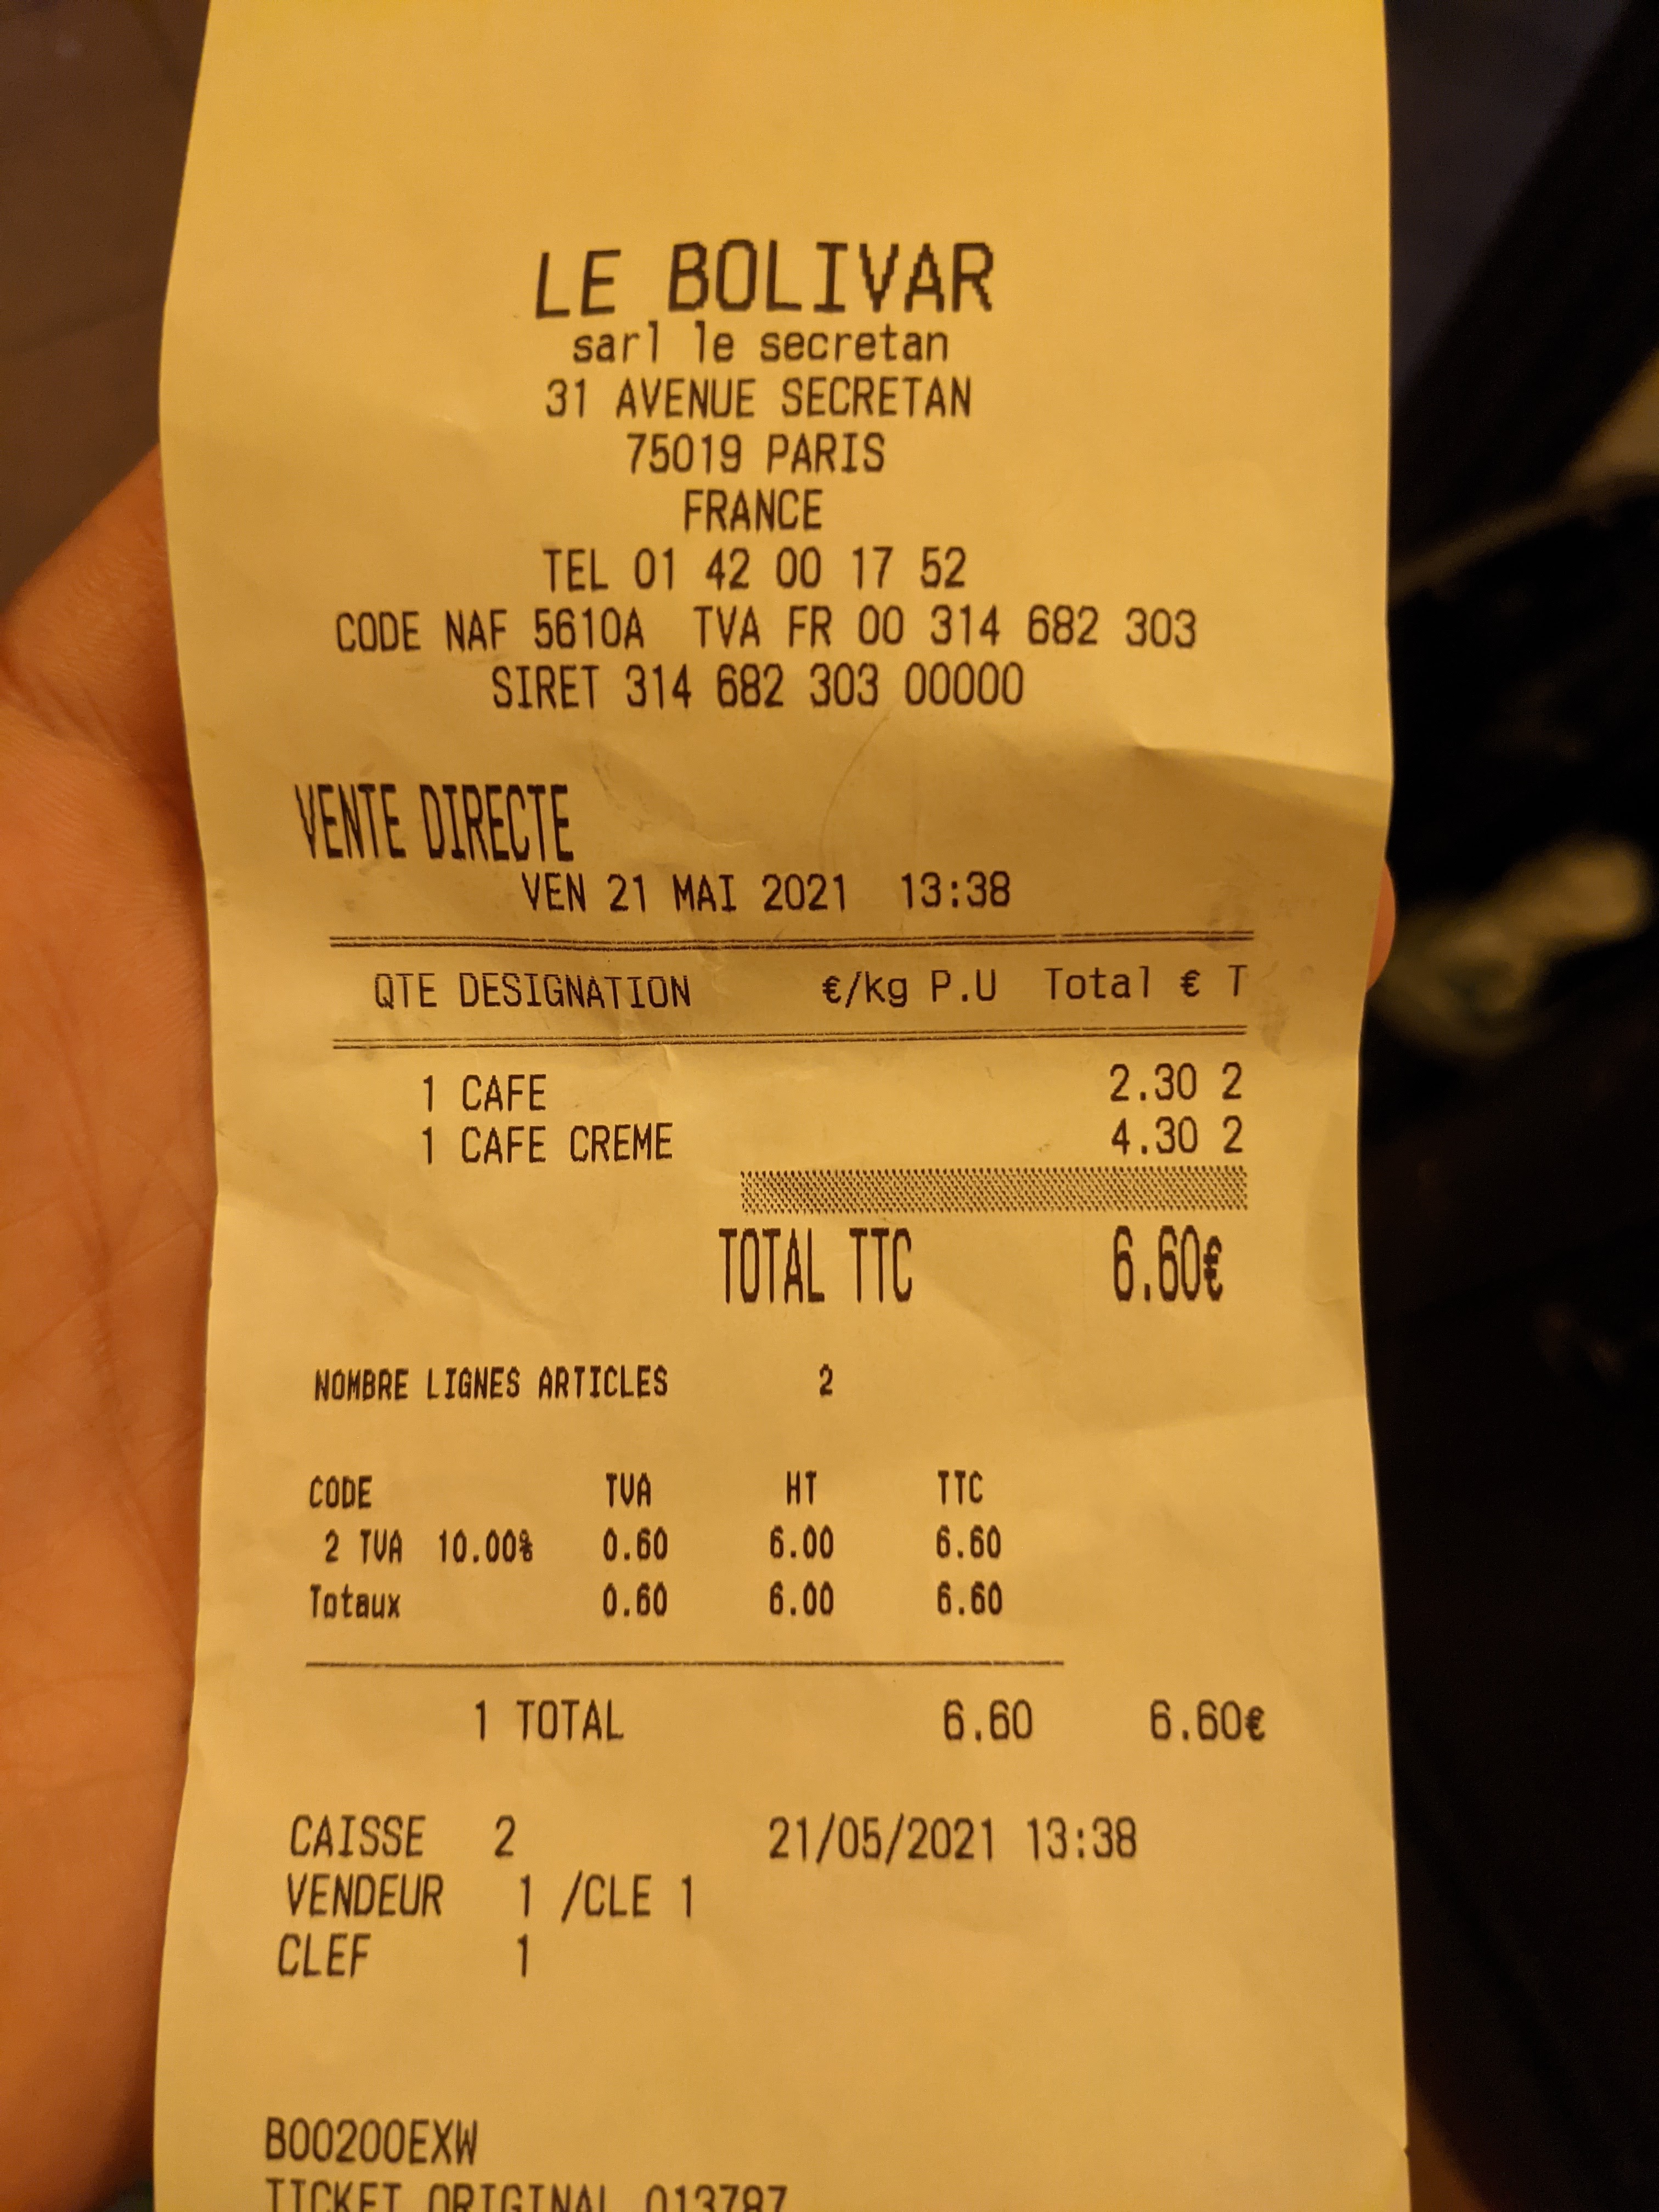 LE BOLIVAR
sarl le secretan
31 AVENUE SECRETAN
75019 PARIS
FRANCE
TEL 01 42 00 17 52
CODE NAF 5610A TVA FR 00 314 682 303
SIRET 314 682 303 00000
VENTE DIRECTE
VEN 21 MAI 2021 13:38
QTE DESIGNATION €/kg P.U Total € T
1 CAFE 2.30 2
1 CAFE CREME 4.30 2
TOTAL TTC 6.60€
NOMBRE LIGNES ARTICLES 2
CODE TVA HT TTC
2 TVA 10.00% 0.60 6.00 6.60
Totaux 0.60 6.00 6.60
1 TOTAL 6.60 6.60€
CAISSE 2 21/05/2021 13:38
VENDEUR 1 /CLE 1
CLEF 1
B00200EXW
TICKET ORIGINAL 013787